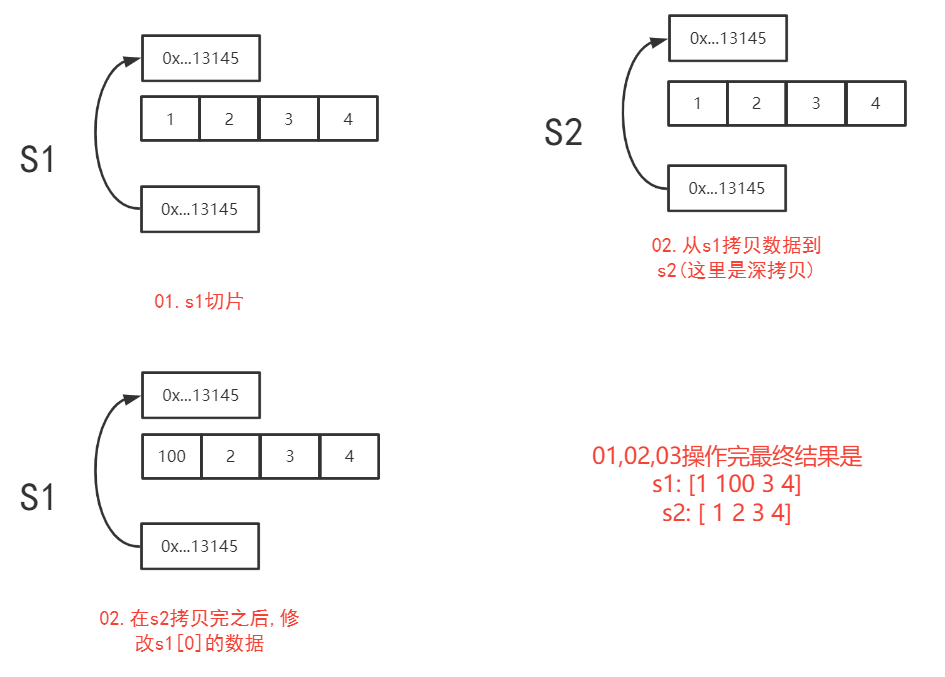 0x...13145
1 2 3 4
S1
0x...13145
01.s1切片
0x...13145
1 2 3 4
S2
0x...13145
02.从s1拷贝数据到
s2(这里是深拷贝)
0x...13145
100 2 3 4
S1
0x...13145
02.在s2拷贝完之后,修
改s1[0]的数据
01,02,03操作完最终结果是
s1: [1 100 3 4]
s2: [ 1 2 3 4]